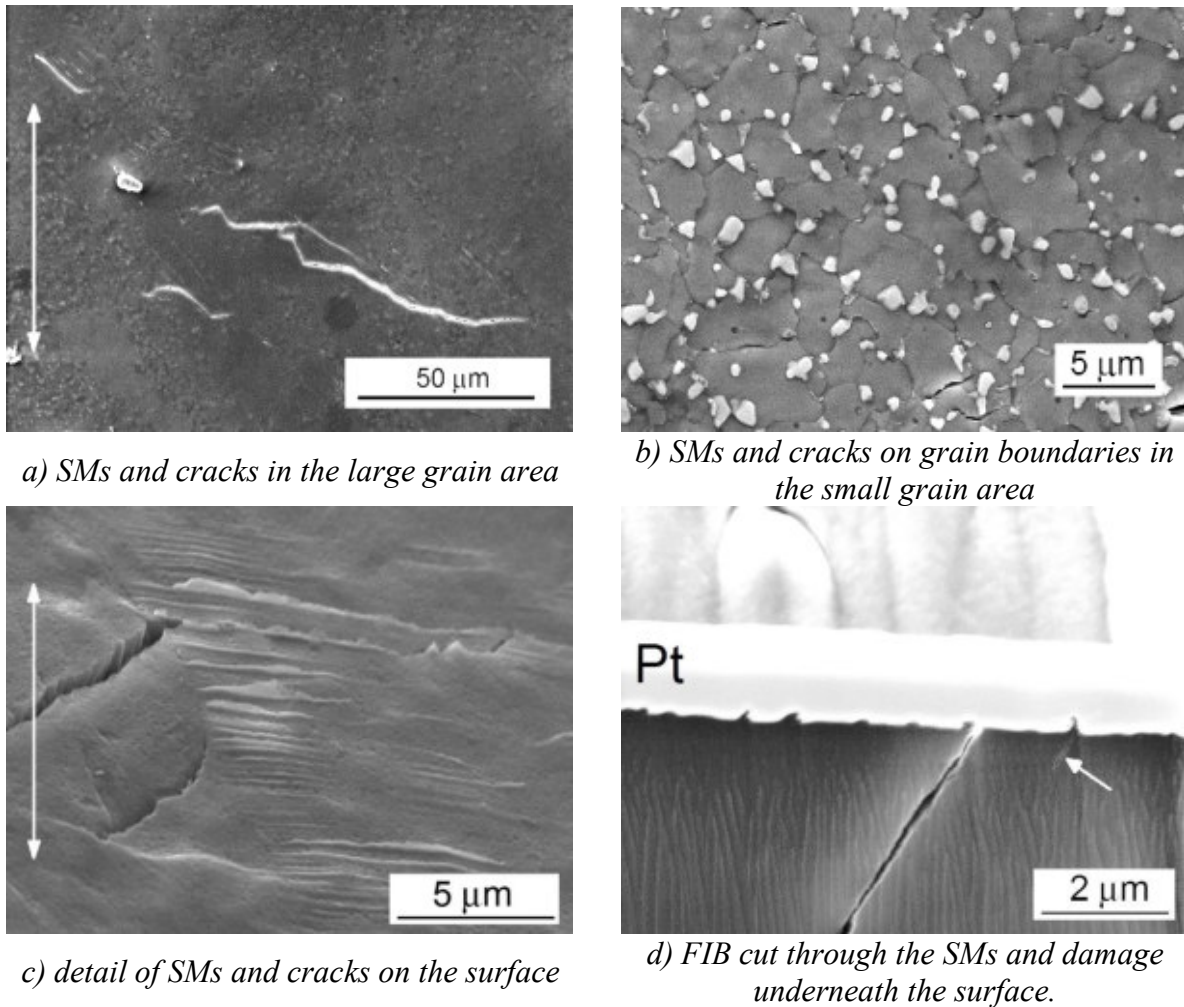 50 μm
5 μm
a) SMs and cracks in the large grain area
b) SMs and cracks on grain boundaries in
the small grain area
Pt
5 μm
2 μm
c) detail of SMs and cracks on the surface
d) FIB cut through the SMs and damage
underneath the surface.